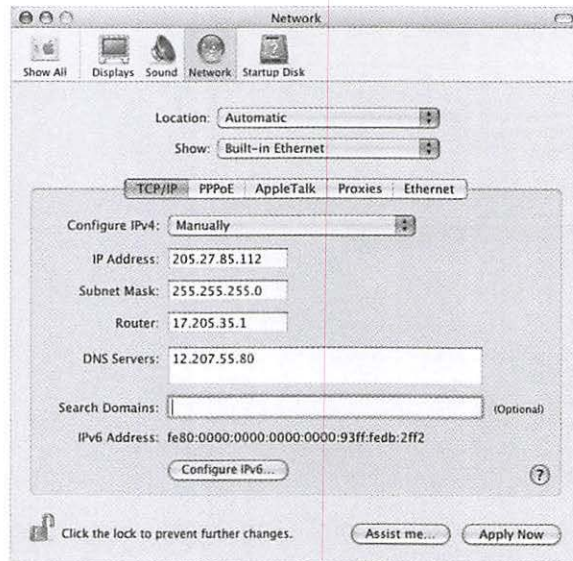 Network
Show All Displays Sound Network Startup Disk
Location: Automatic
Show: Built-in Ethernet
TCP/IP PPPoE AppleTalk Proxies Ethernet
Configure IPv4: Manually
IP Address: 205.27.85.112
Subnet Mask: 255.255.255.0
Router: 17.205.35.1
DNS Servers: 12.207.55.80
Search Domains: (Optional)
IPv6 Address: fe80:0000:0000:0000:0000:93ff:fedb:2ff2
Configure IPv6... ?
Click the lock to prevent further changes. Assist me... Apply Now